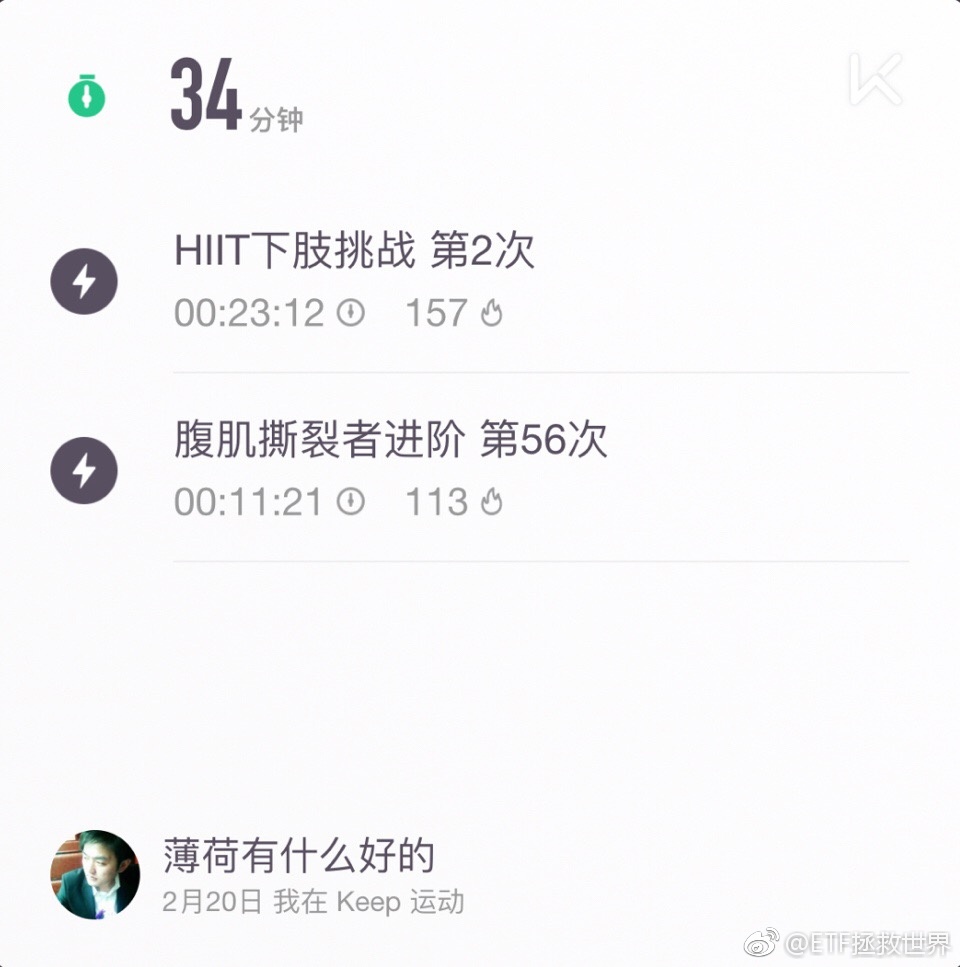 34分钟
HIIT下肢挑战 第2次
00:23:12 157
腹肌撕裂者进阶 第56次
00:11:21 113
薄荷有什么好的
2月20日 我在 Keep 运动
@ETF拯救世界